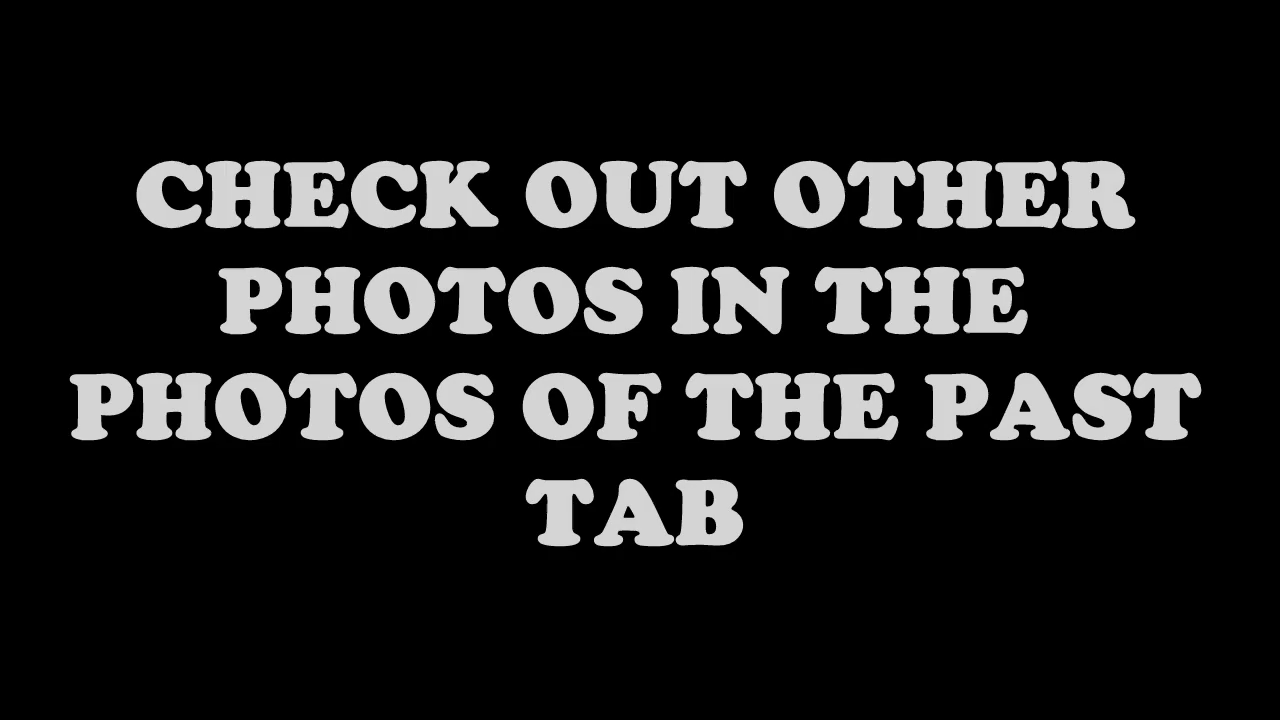 CHECK OUT OTHER
PHOTOS IN THE
PHOTOS OF THE PAST
TAB